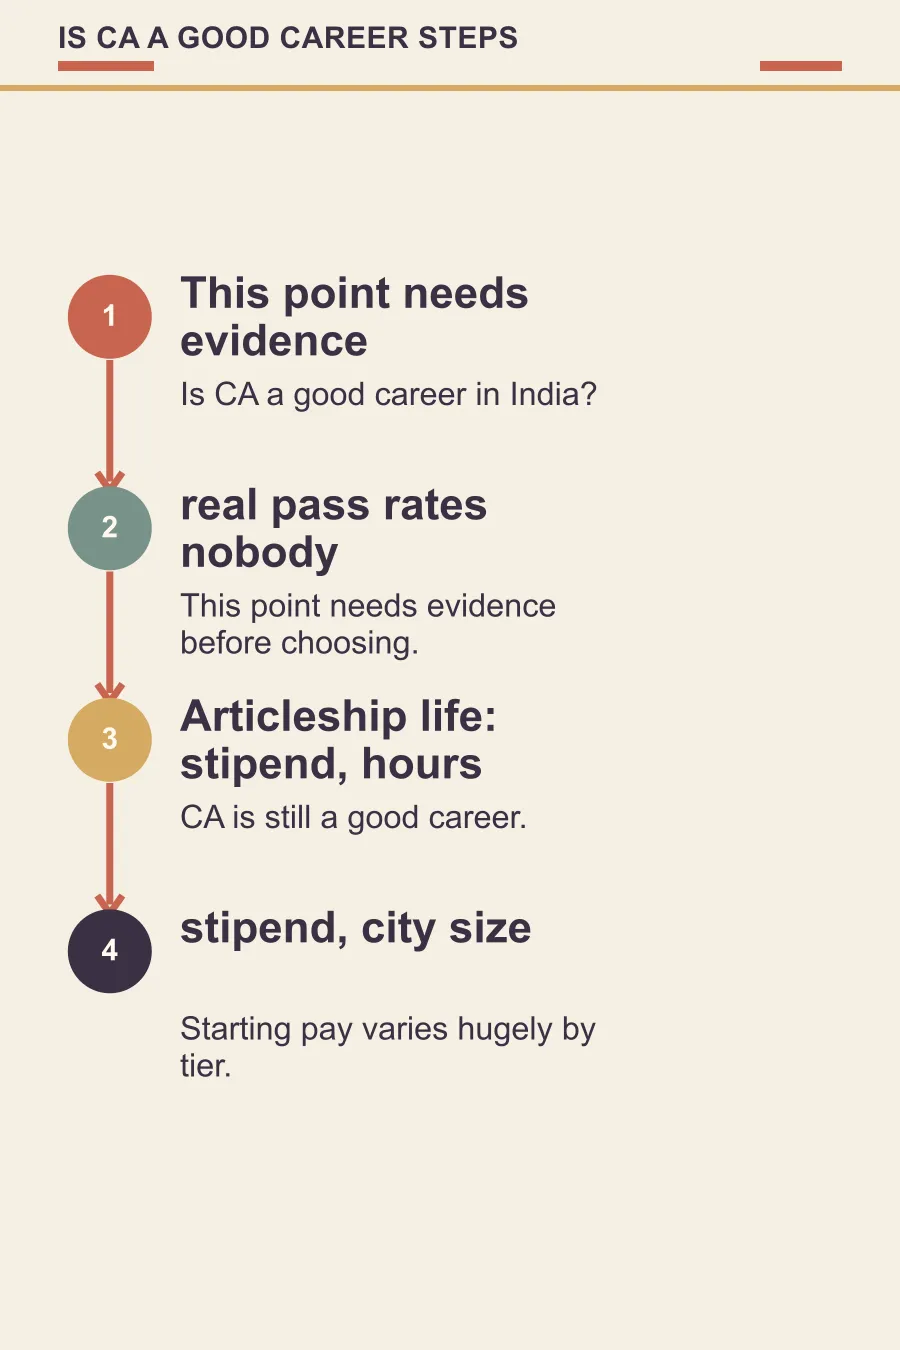 IS CA A GOOD CAREER STEPS
1
This point needs
evidence
Is CA a good career in India?
2
real pass rates
nobody
This point needs evidence
before choosing.
3
Articleship life:
stipend, hours
CA is still a good career.
4
stipend, city size
Starting pay varies hugely by
tier.